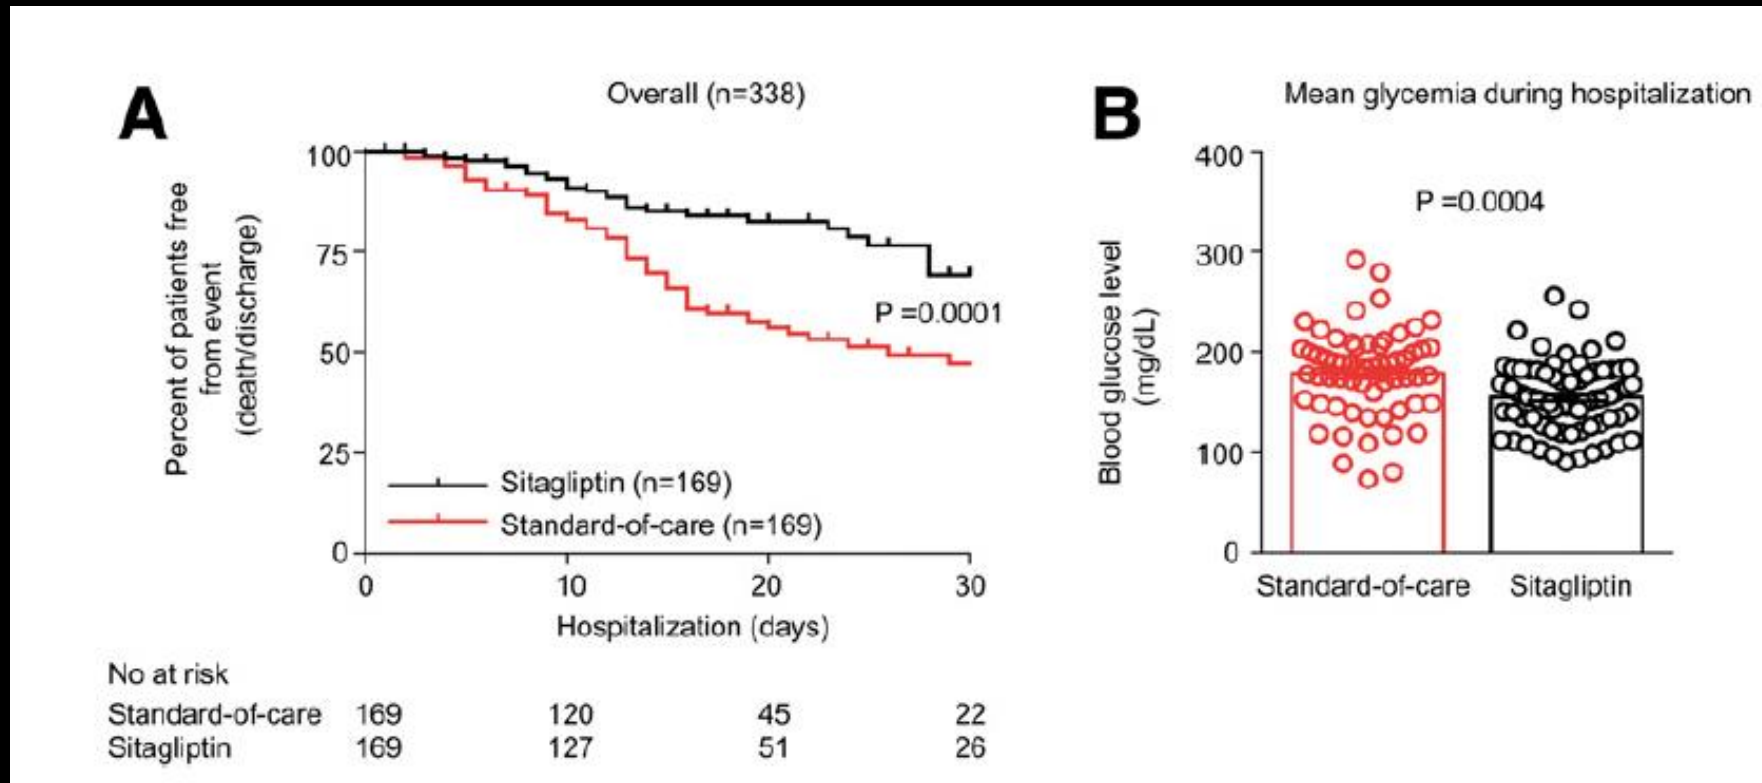 A
Overall (n=338)
Percent of patients free
from event
(death/discharge)
100
75
50
25
0
P =0.0001
Sitagliptin (n=169)
Standard-of-care (n=169)
0 10 20 30
Hospitalization (days)
No at risk
Standard-of-care 169 120 45 22
Sitagliptin 169 127 51 26
B
Mean glycemia during hospitalization
Blood glucose level
(mg/dL)
400
300
200
100
0
P =0.0004
Standard-of-care Sitagliptin